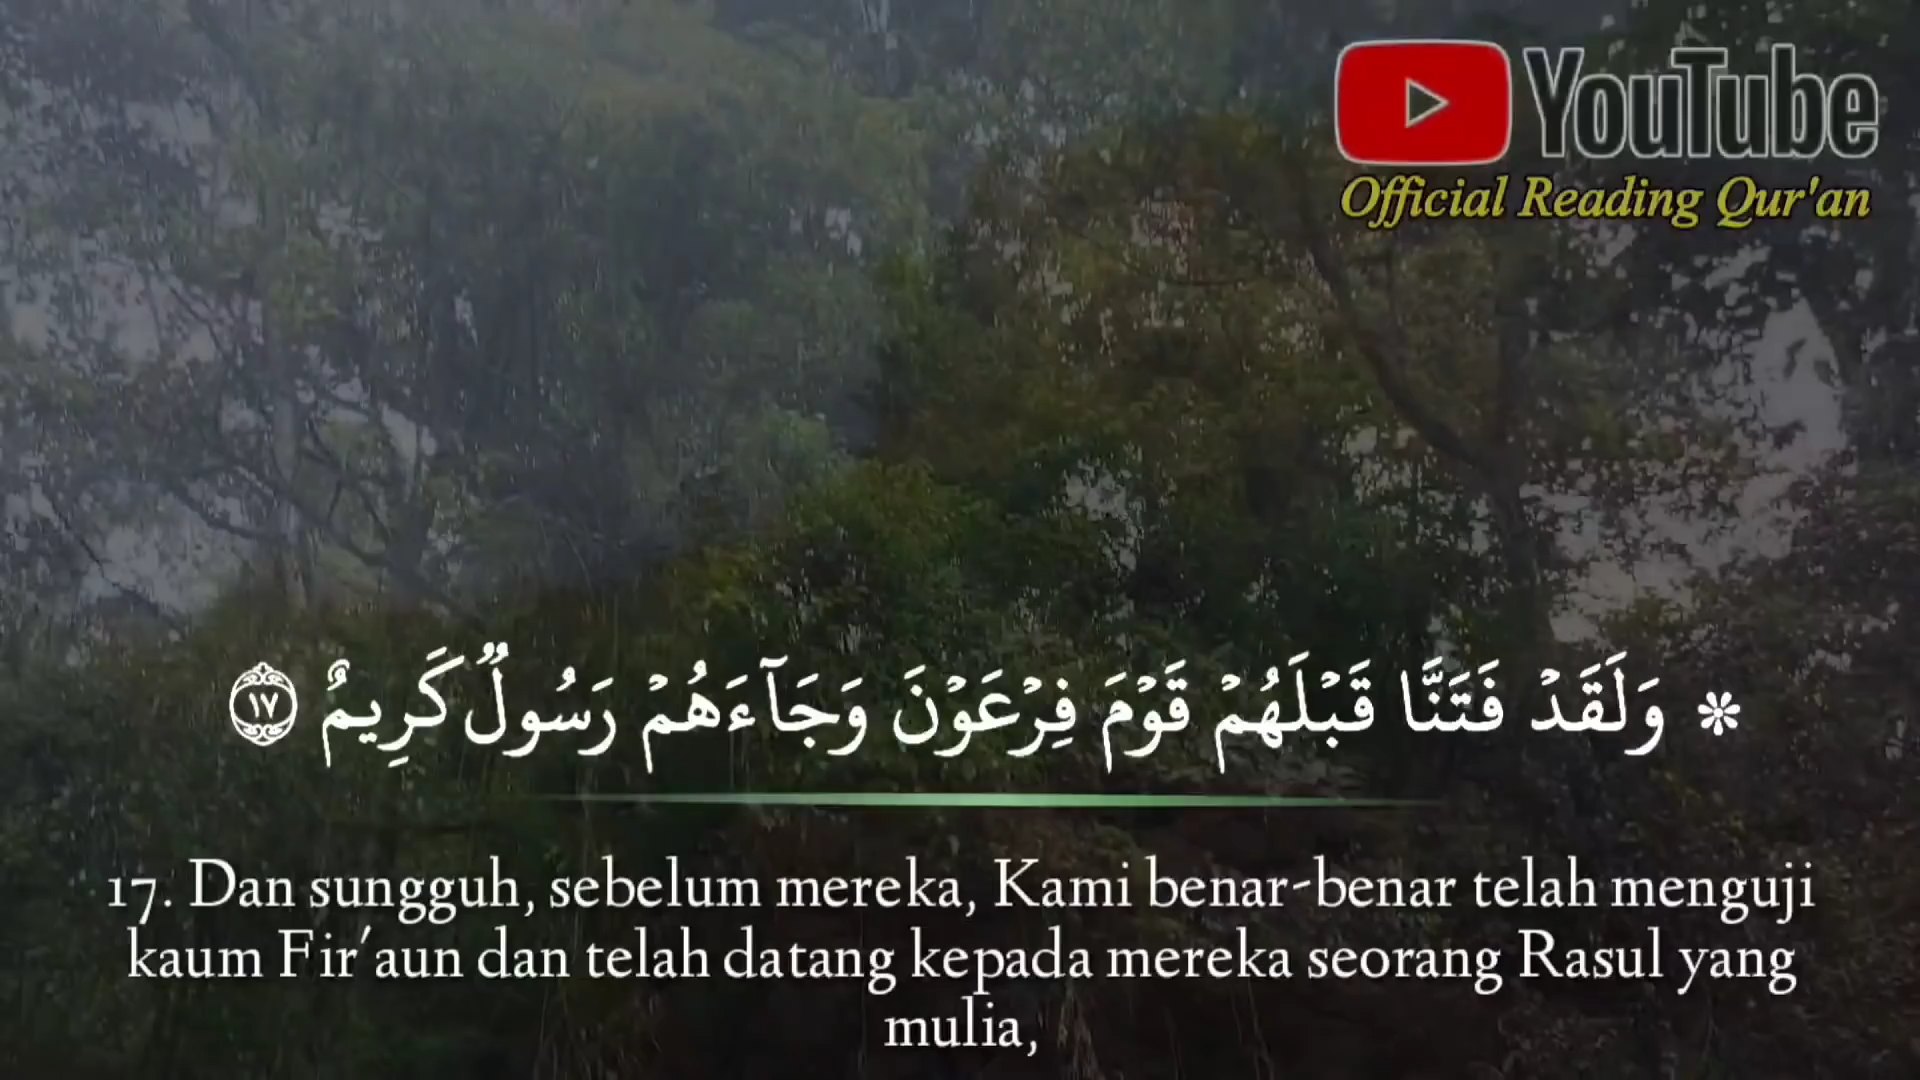 YouTube
Official Reading Qur'an
۞ وَلَقَدْ فَتَنَّا قَبْلَهُمْ قَوْمَ فِرْعَوْنَ وَجَآءَهُمْ رَسُولٌ كَرِيمٌ ١٧
17. Dan sungguh, sebelum mereka, Kami benar-benar telah menguji
kaum Fir'aun dan telah datang kepada mereka seorang Rasul yang
mulia,